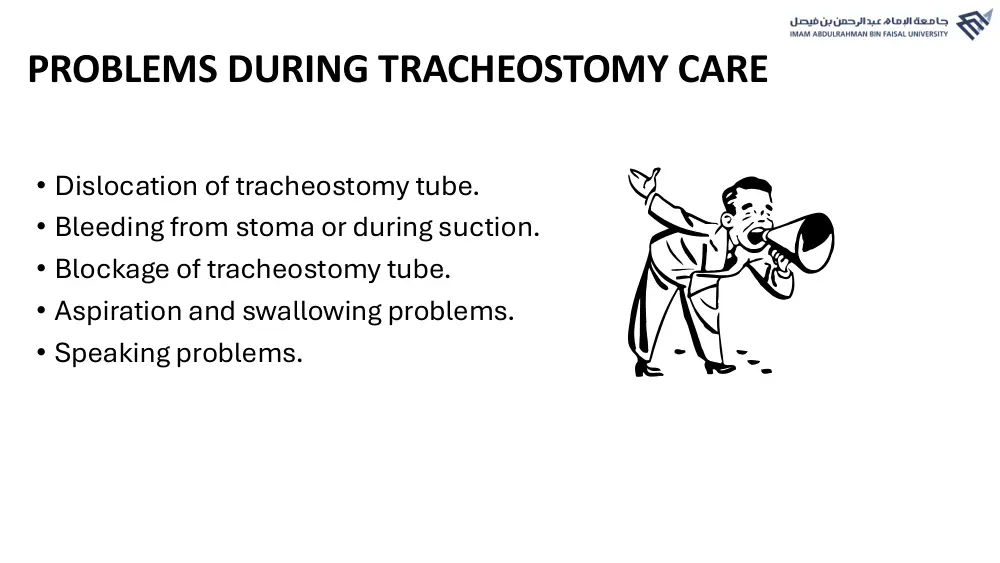 جامعة الإمام عبدالرحمن بن فيصل
IMAM ABDULRAHMAN BIN FAISAL UNIVERSITY
PROBLEMS DURING TRACHEOSTOMY CARE
• Dislocation of tracheostomy tube.
• Bleeding from stoma or during suction.
• Blockage of tracheostomy tube.
• Aspiration and swallowing problems.
• Speaking problems.